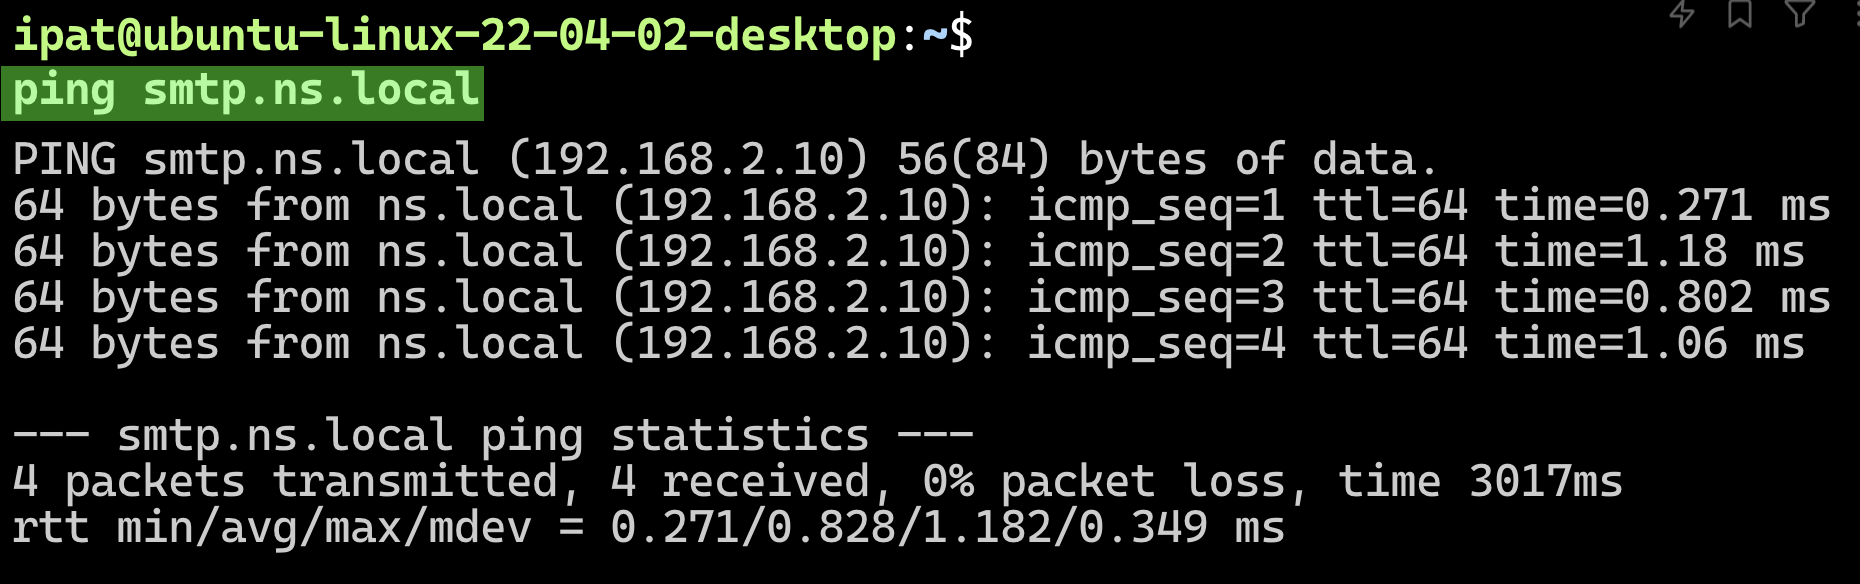 ipat@ubuntu-linux-22-04-02-desktop:~$
ping smtp.ns.local
PING smtp.ns.local (192.168.2.10) 56(84) bytes of data.
64 bytes from ns.local (192.168.2.10): icmp_seq=1 ttl=64 time=0.271 ms
64 bytes from ns.local (192.168.2.10): icmp_seq=2 ttl=64 time=1.18 ms
64 bytes from ns.local (192.168.2.10): icmp_seq=3 ttl=64 time=0.802 ms
64 bytes from ns.local (192.168.2.10): icmp_seq=4 ttl=64 time=1.06 ms
--- smtp.ns.local ping statistics ---
4 packets transmitted, 4 received, 0% packet loss, time 3017ms
rtt min/avg/max/mdev = 0.271/0.828/1.182/0.349 ms